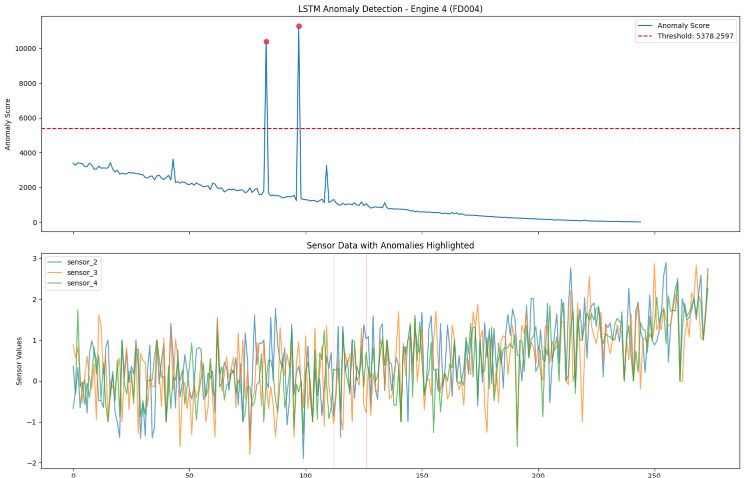 LSTM Anomaly Detection - Engine 4 (FD004)
Anomaly Score
Threshold: 5378.2597
10000
8000
6000
4000
2000
0
Anomaly Score
Sensor Data with Anomalies Highlighted
sensor_2
sensor_3
sensor_4
3
2
1
0
−1
−2
Sensor Values
0
50
100
150
200
250